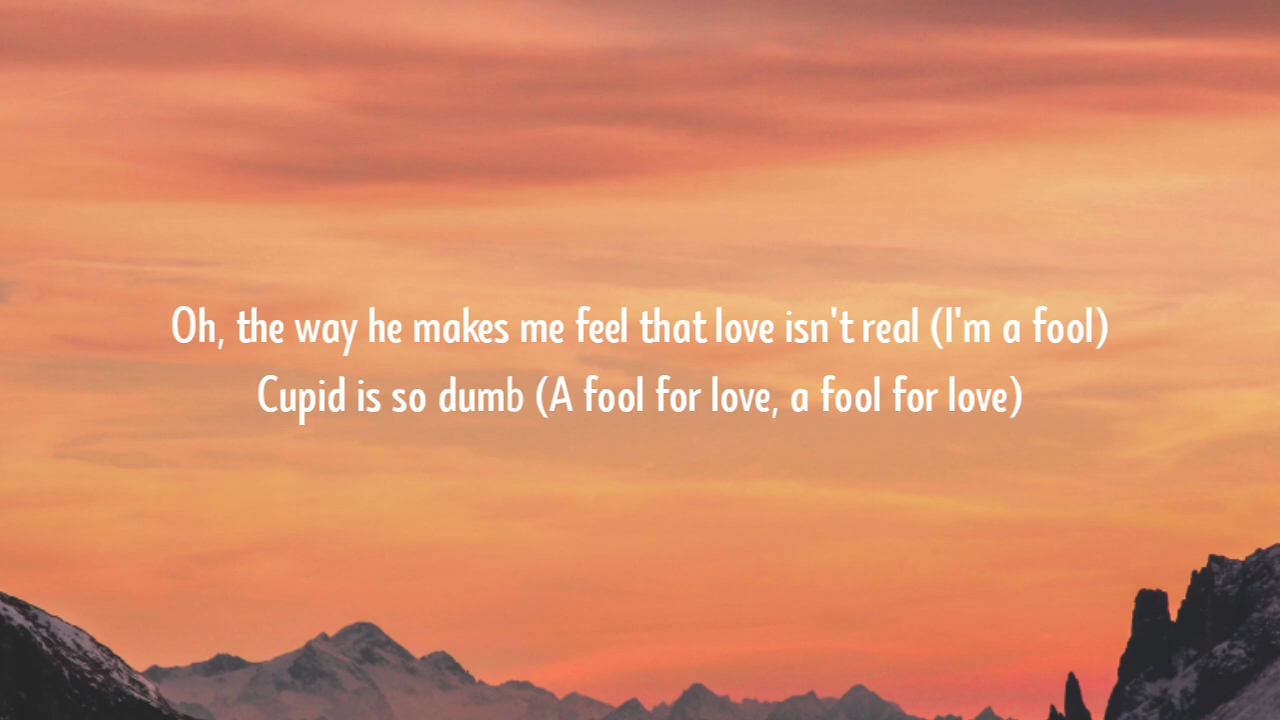 Oh, the way he makes me feel that love isn't real (I'm a fool)
Cupid is so dumb (A fool for love, a fool for love)